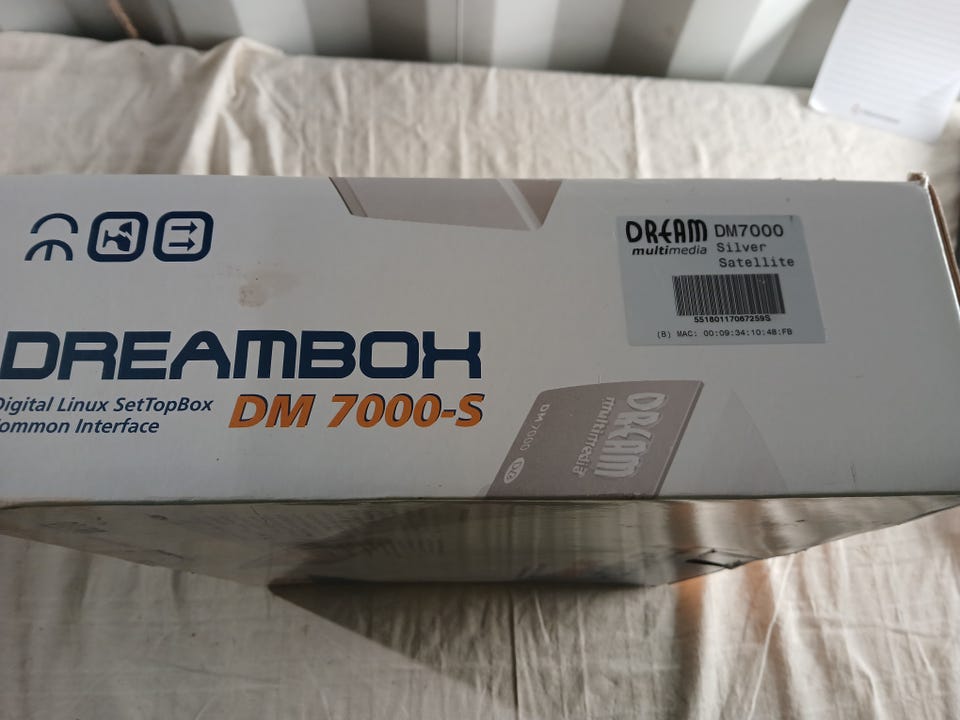 DREAM multimedia DM7000
Silver
Satellite
55180117067259S
(B) MAC: 00:09:34:10:48:FB
DREAMBOX
Digital Linux SetTopBox
ommon Interface
DM 7000-S
DREAM
multimedia
DM7000